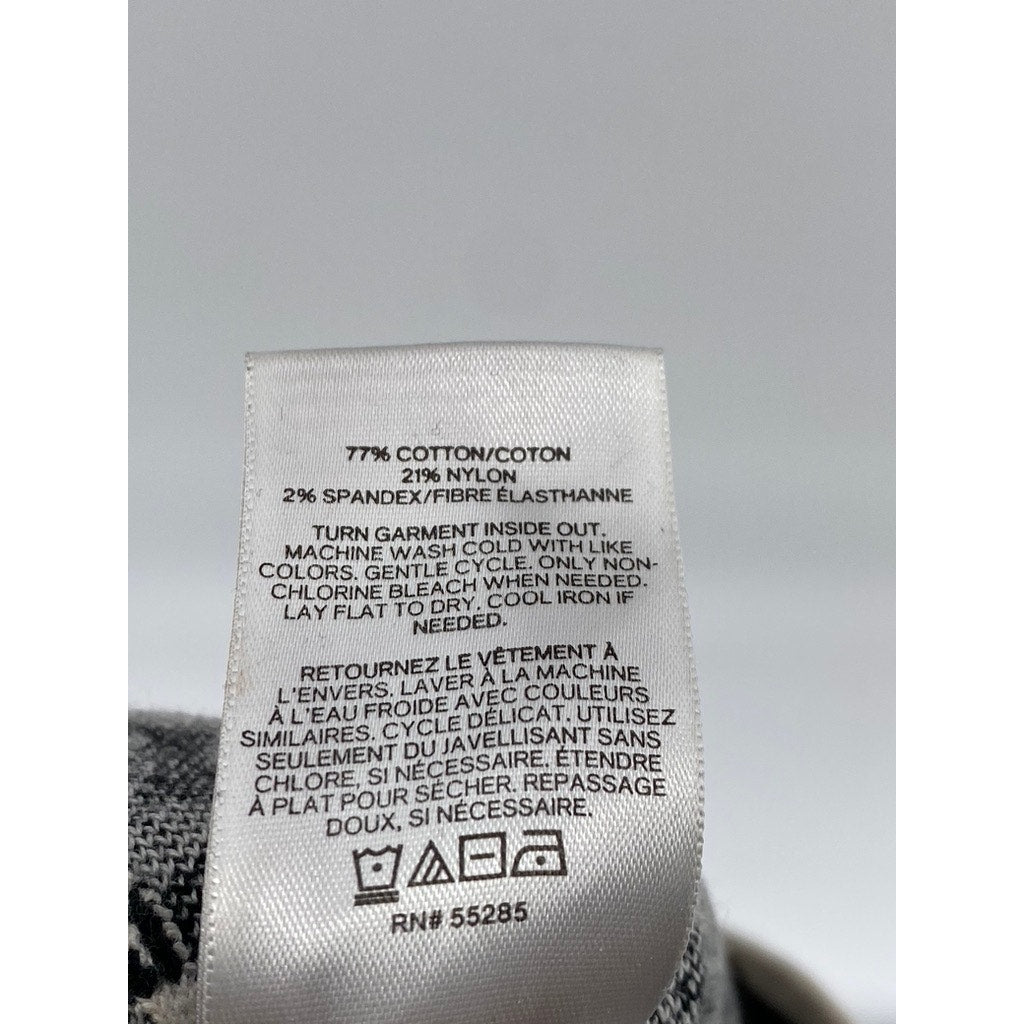 77% COTTON/COTON
21% NYLON
2% SPANDEX/FIBRE ÉLASTHANNE
TURN GARMENT INSIDE OUT.
MACHINE WASH COLD WITH LIKE
COLORS. GENTLE CYCLE. ONLY NON-
CHLORINE BLEACH WHEN NEEDED.
LAY FLAT TO DRY. COOL IRON IF
NEEDED.
RETOURNEZ LE VÊTEMENT À
L'ENVERS. LAVER À LA MACHINE
À L'EAU FROIDE AVEC COULEURS
SIMILAIRES. CYCLE DÉLICAT. UTILISEZ
SEULEMENT DU JAVELLISANT SANS
CHLORE, SI NÉCESSAIRE. ÉTENDRE
À PLAT POUR SÉCHER. REPASSAGE
DOUX, SI NÉCESSAIRE.
RN# 55285